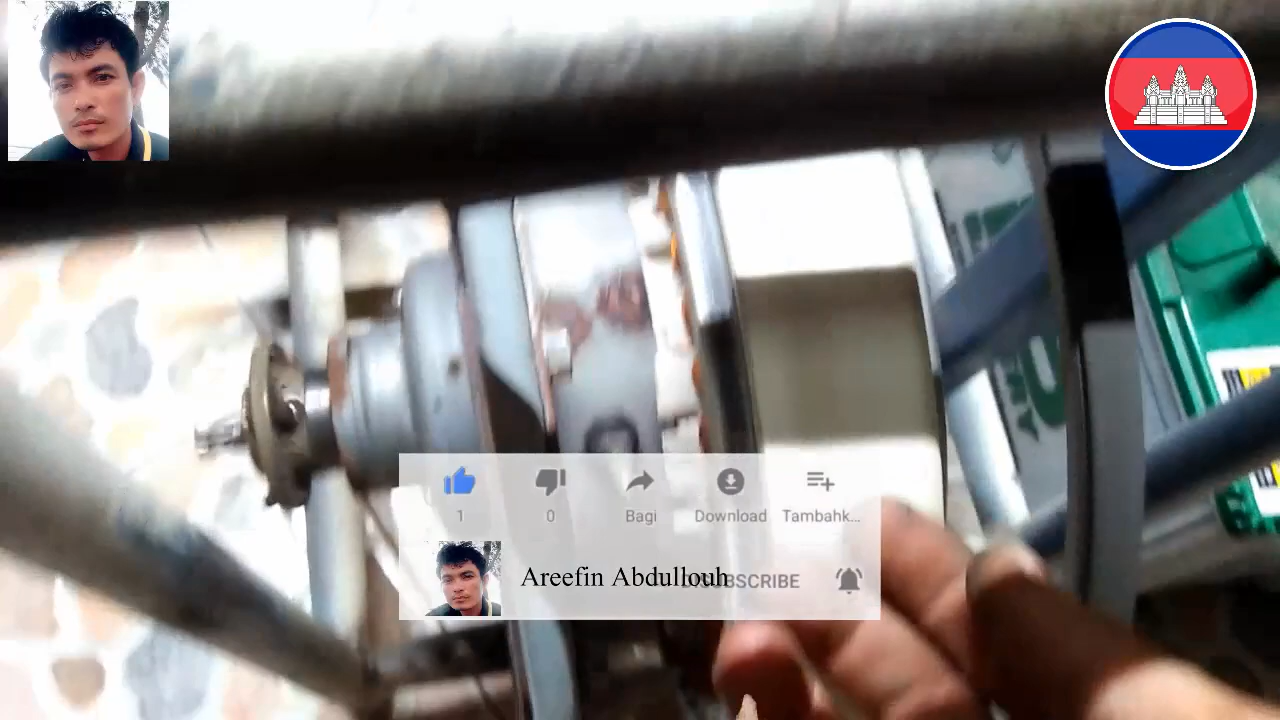 1
0
Bagi
Download
Tambahk...
Areefin Abdullouh
SUBSCRIBE